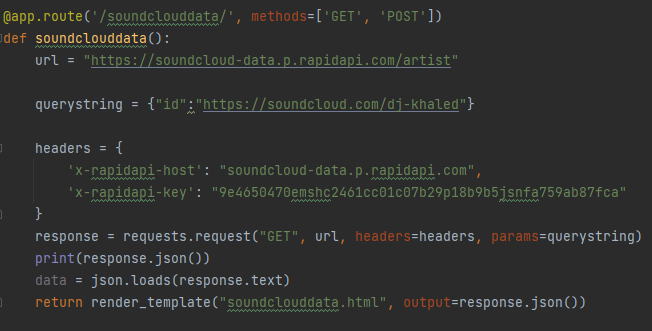 @app.route('/soundclouddata/', methods=['GET', 'POST'])
def soundclouddata():
url = "https://soundcloud-data.p.rapidapi.com/artist"
querystring = {"id":"https://soundcloud.com/dj-khaled"}
headers = {
'x-rapidapi-host': "soundcloud-data.p.rapidapi.com",
'x-rapidapi-key': "9e4650470emshc2461cc01c07b29p18b9b5jsnfa759ab87fca"
}
response = requests.request("GET", url, headers=headers, params=querystring)
print(response.json())
data = json.loads(response.text)
return render_template("soundclouddata.html", output=response.json())